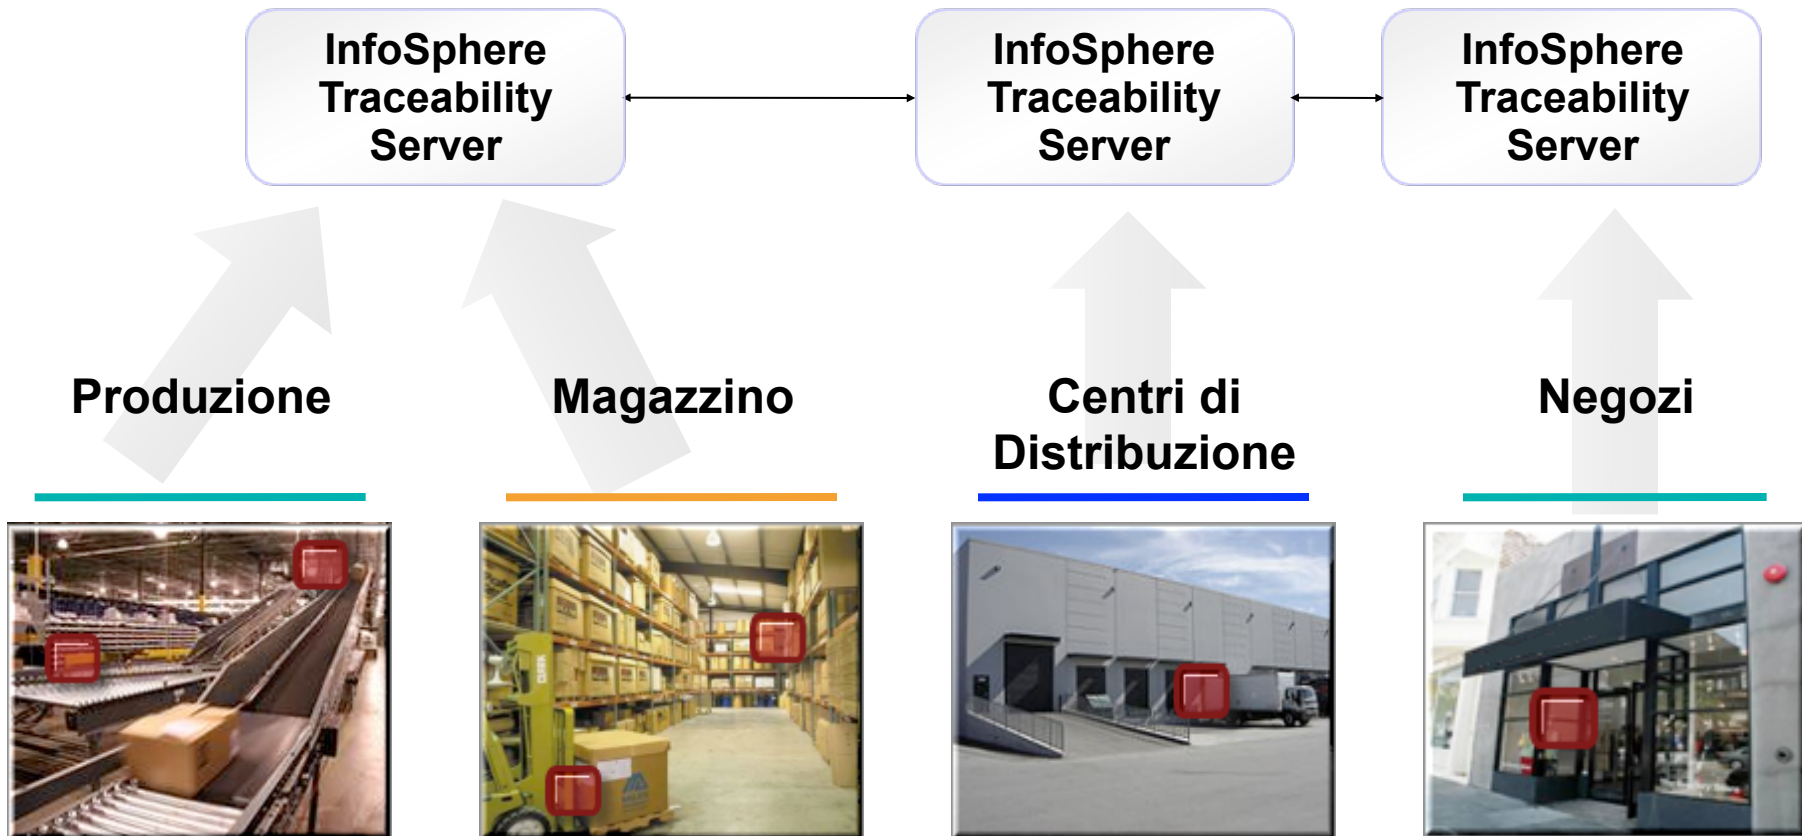 InfoSphere
Traceability
Server
InfoSphere
Traceability
Server
InfoSphere
Traceability
Server
Produzione
Magazzino
Centri di
Distribuzione
Negozi